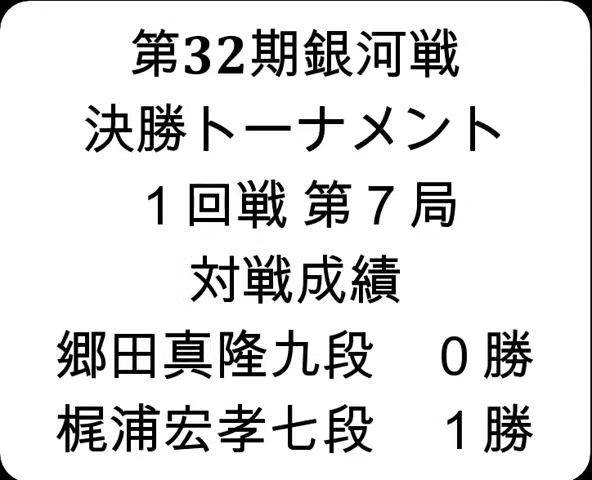 第32期銀河戦
決勝トーナメント
1回戦 第7局
対戦成績
郷田真隆九段　0勝
梶浦宏孝七段　1勝